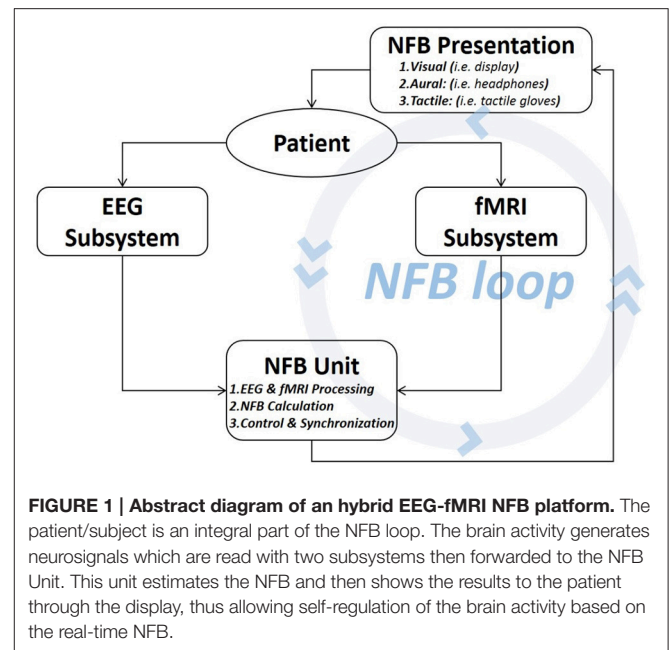 NFB Presentation
1.Visual (i.e. display)
2.Aural: (i.e. headphones)
3.Tactile: (i.e. tactile gloves)
Patient
EEG
Subsystem
fMRI
Subsystem
NFB loop
NFB Unit
1.EEG & fMRI Processing
2.NFB Calculation
3.Control & Synchronization
FIGURE 1 | Abstract diagram of an hybrid EEG-fMRI NFB platform. The
patient/subject is an integral part of the NFB loop. The brain activity generates
neurosignals which are read with two subsystems then forwarded to the NFB
Unit. This unit estimates the NFB and then shows the results to the patient
through the display, thus allowing self-regulation of the brain activity based on
the real-time NFB.